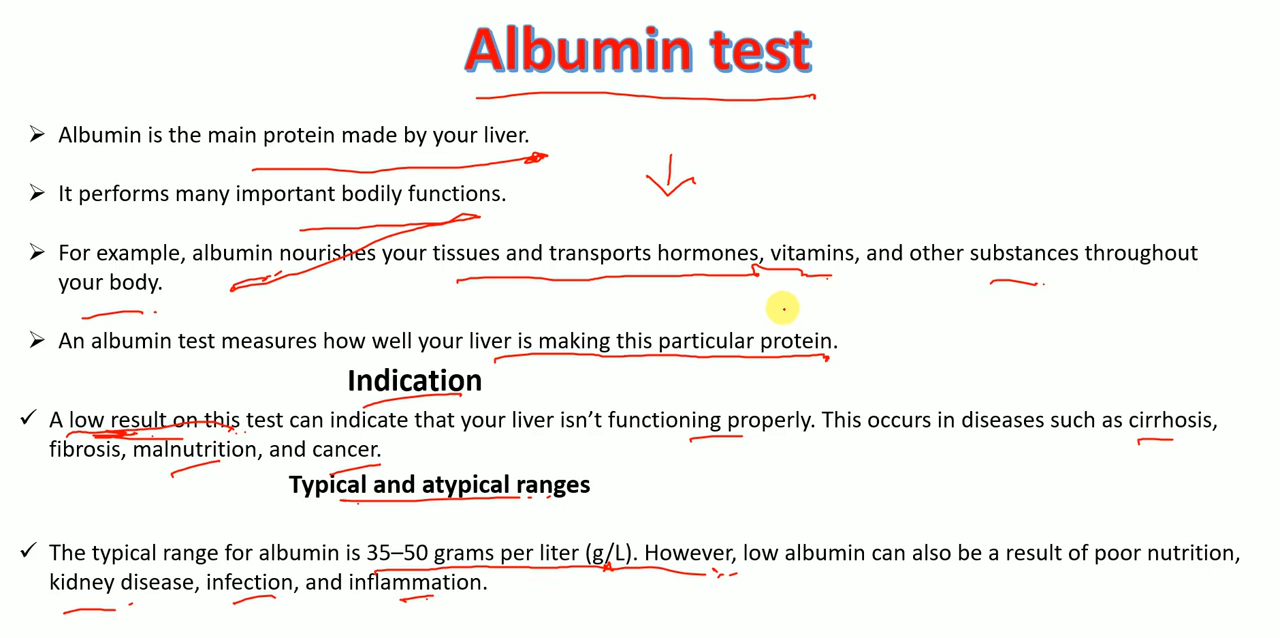 Albumin test
➤ Albumin is the main protein made by your liver.
➤ It performs many important bodily functions.
➤ For example, albumin nourishes your tissues and transports hormones, vitamins, and other substances throughout
your body.
➤ An albumin test measures how well your liver is making this particular protein.
Indication
✓ A low result on this test can indicate that your liver isn’t functioning properly. This occurs in diseases such as cirrhosis,
fibrosis, malnutrition, and cancer.
Typical and atypical ranges
✓ The typical range for albumin is 35–50 grams per liter (g/L). However, low albumin can also be a result of poor nutrition,
kidney disease, infection, and inflammation.